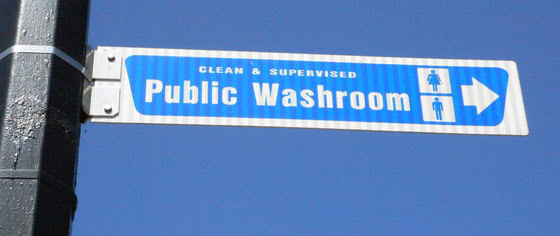 CLEAN & SUPERVISED
Public Washroom